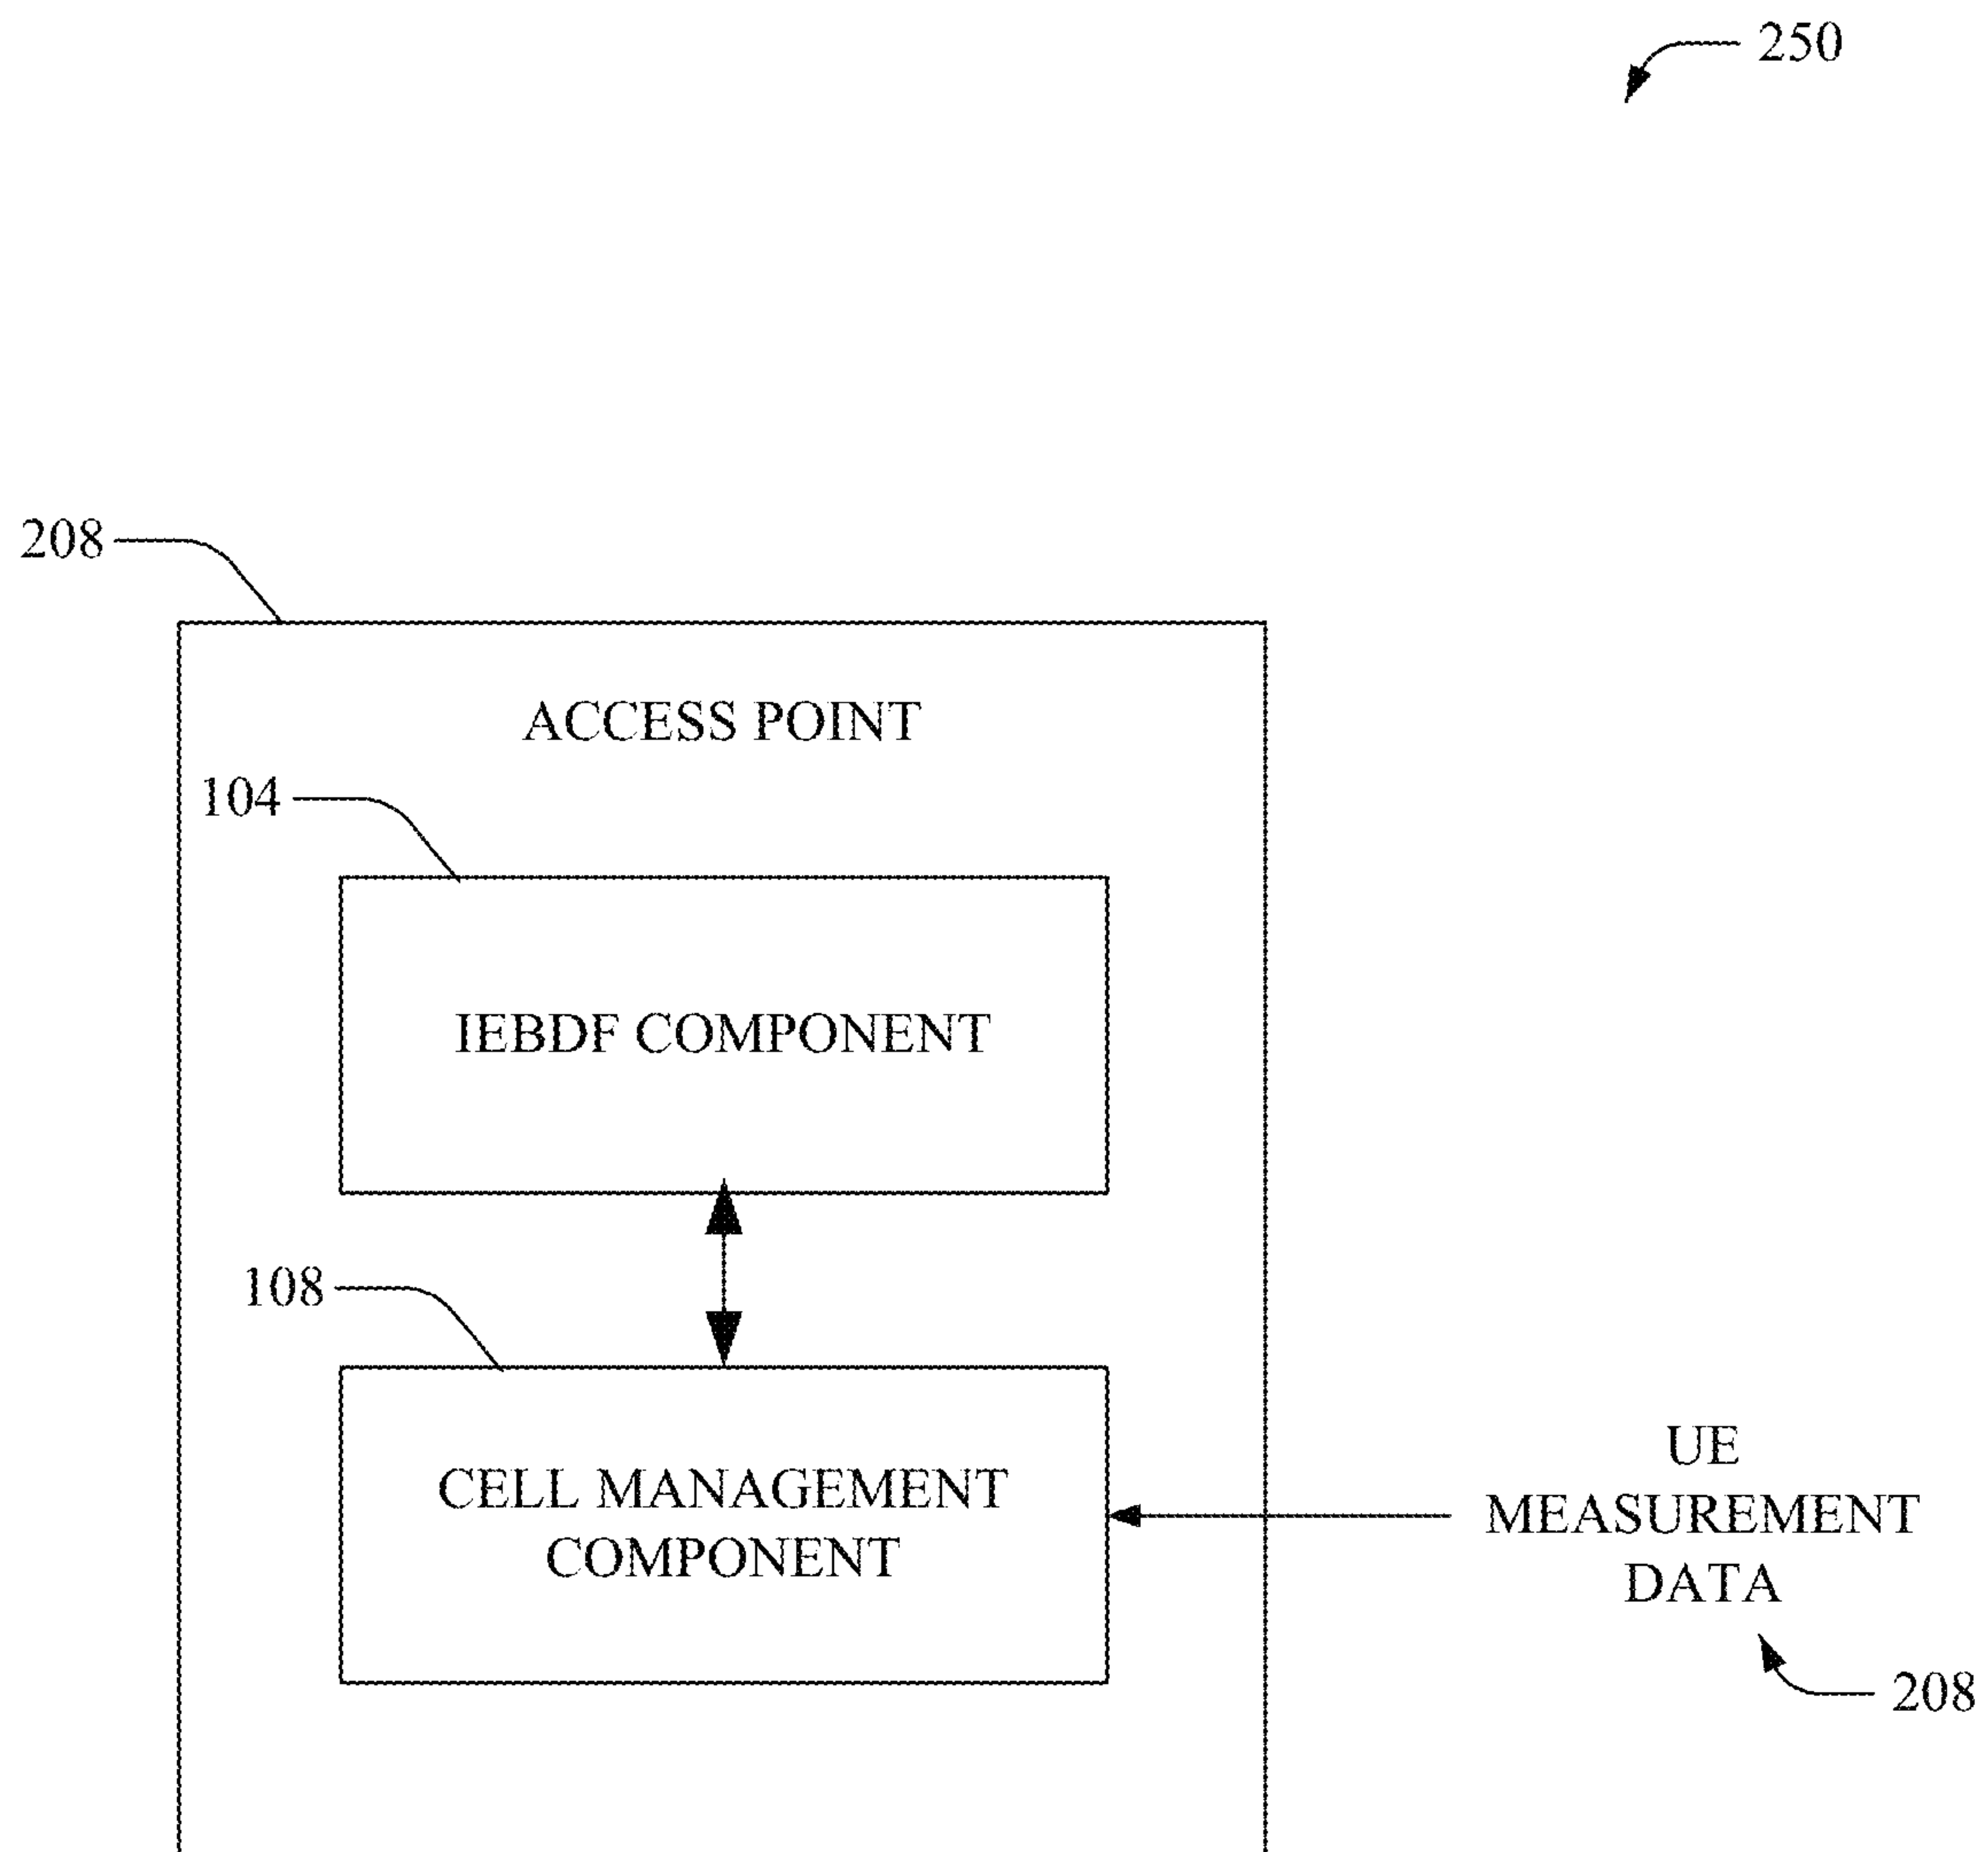 250
208
ACCESS POINT
104
IEBDF COMPONENT
108
CELL MANAGEMENT
COMPONENT
UE
MEASUREMENT
DATA
208